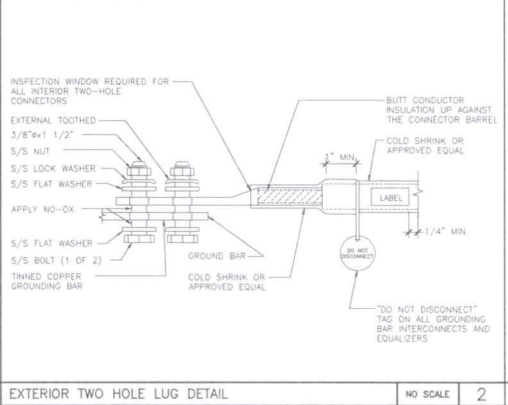 INSPECTION WINDOW REQUIRED FOR
ALL INTERIOR TWO-HOLE
CONNECTORS
EXTERNAL TOOTHED
3/8"øx1 1/2"
S/S NUT
S/S LOCK WASHER
S/S FLAT WASHER
APPLY NO-OX
S/S FLAT WASHER
S/S BOLT (1 OF 2)
TINNED COPPER
GROUNDING BAR
GROUND BAR
COLD SHRINK OR
APPROVED EQUAL
BUTT CONDUCTOR
INSULATION UP AGAINST
THE CONNECTOR BARREL
COLD SHRINK OR
APPROVED EQUAL
MIN.
LABEL
1/4" MIN.
DO NOT
DISCONNECT
"DO NOT DISCONNECT"
TAG ON ALL GROUNDING
BAR INTERCONNECTS AND
EQUALIZERS
EXTERIOR TWO HOLE LUG DETAIL
NO SCALE
2